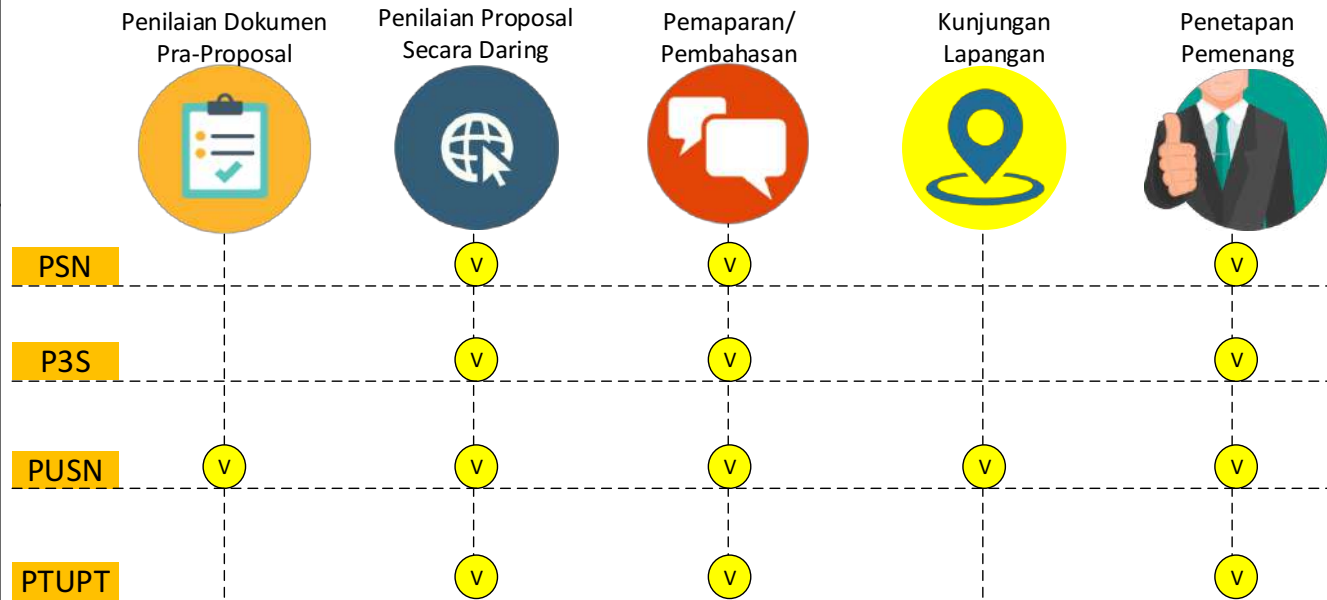 Penilaian Dokumen
Pra-Proposal
Penilaian Proposal
Secara Daring
Pemaparan/
Pembahasan
Kunjungan
Lapangan
Penetapan
Pemenang
PSN V V V
P3S V V V
PUSN V V V V V
PTUPT V V V